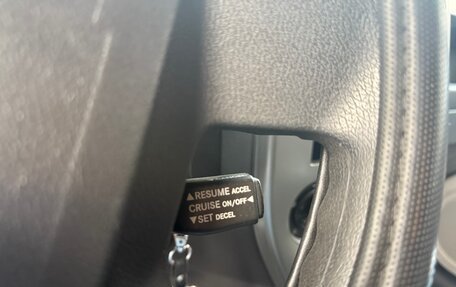 ▲RESUME ACCEL
CRUISE ON/OFF◄
▼SET DECEL